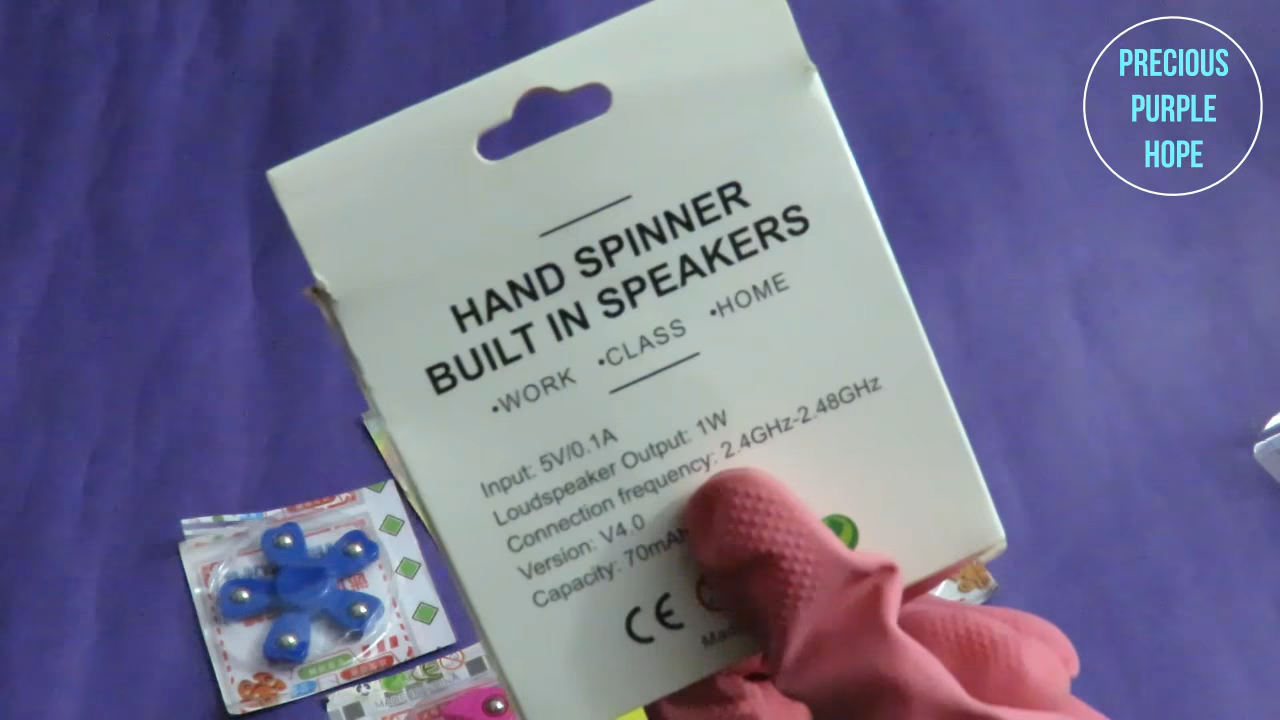 PRECIOUS
PURPLE
HOPE
HAND SPINNER
BUILT IN SPEAKERS
•WORK •CLASS •HOME
Input: 5V/0.1A
Loudspeaker Output: 1W
Connection frequency: 2.4GHz-2.48GHz
Version: V4.0
Capacity: 70mAh
CE